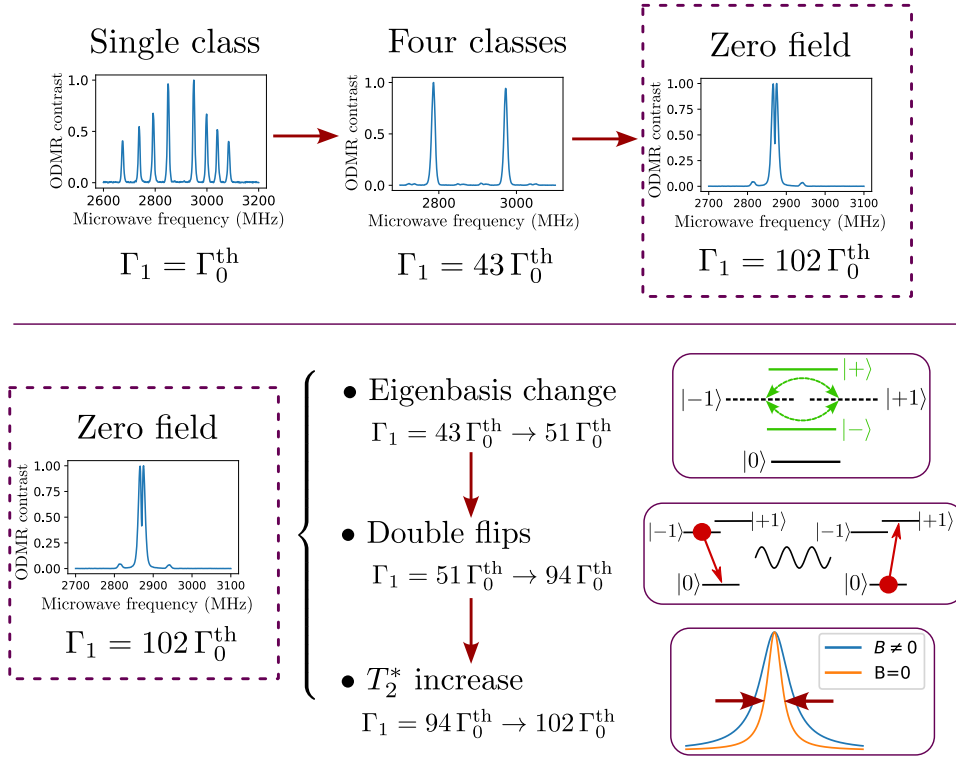 Single class
Four classes
Zero field
ODMR contrast
1.0
0.5
0.0
2600 2800 3000 3200
Microwave frequency (MHz)
ODMR contrast
1.0
0.5
0.0
2800 3000
Microwave frequency (MHz)
ODMR contrast
1.00
0.75
0.50
0.25
0.00
2700 2800 2900 3000 3100
Microwave frequency (MHz)
Γ₁ = Γ₀ᵗʰ
Γ₁ = 43 Γ₀ᵗʰ
Γ₁ = 102 Γ₀ᵗʰ
Zero field
ODMR contrast
1.00
0.75
0.50
0.25
0.00
2700 2800 2900 3000 3100
Microwave frequency (MHz)
Γ₁ = 102 Γ₀ᵗʰ
• Eigenbasis change
Γ₁ = 43 Γ₀ᵗʰ → 51 Γ₀ᵗʰ
|+⟩
|−1⟩ |+1⟩
|−⟩
|0⟩
• Double flips
Γ₁ = 51 Γ₀ᵗʰ → 94 Γ₀ᵗʰ
|−1⟩ |+1⟩
|0⟩
|−1⟩ |+1⟩
|0⟩
• T₂* increase
Γ₁ = 94 Γ₀ᵗʰ → 102 Γ₀ᵗʰ
B ≠ 0
B=0